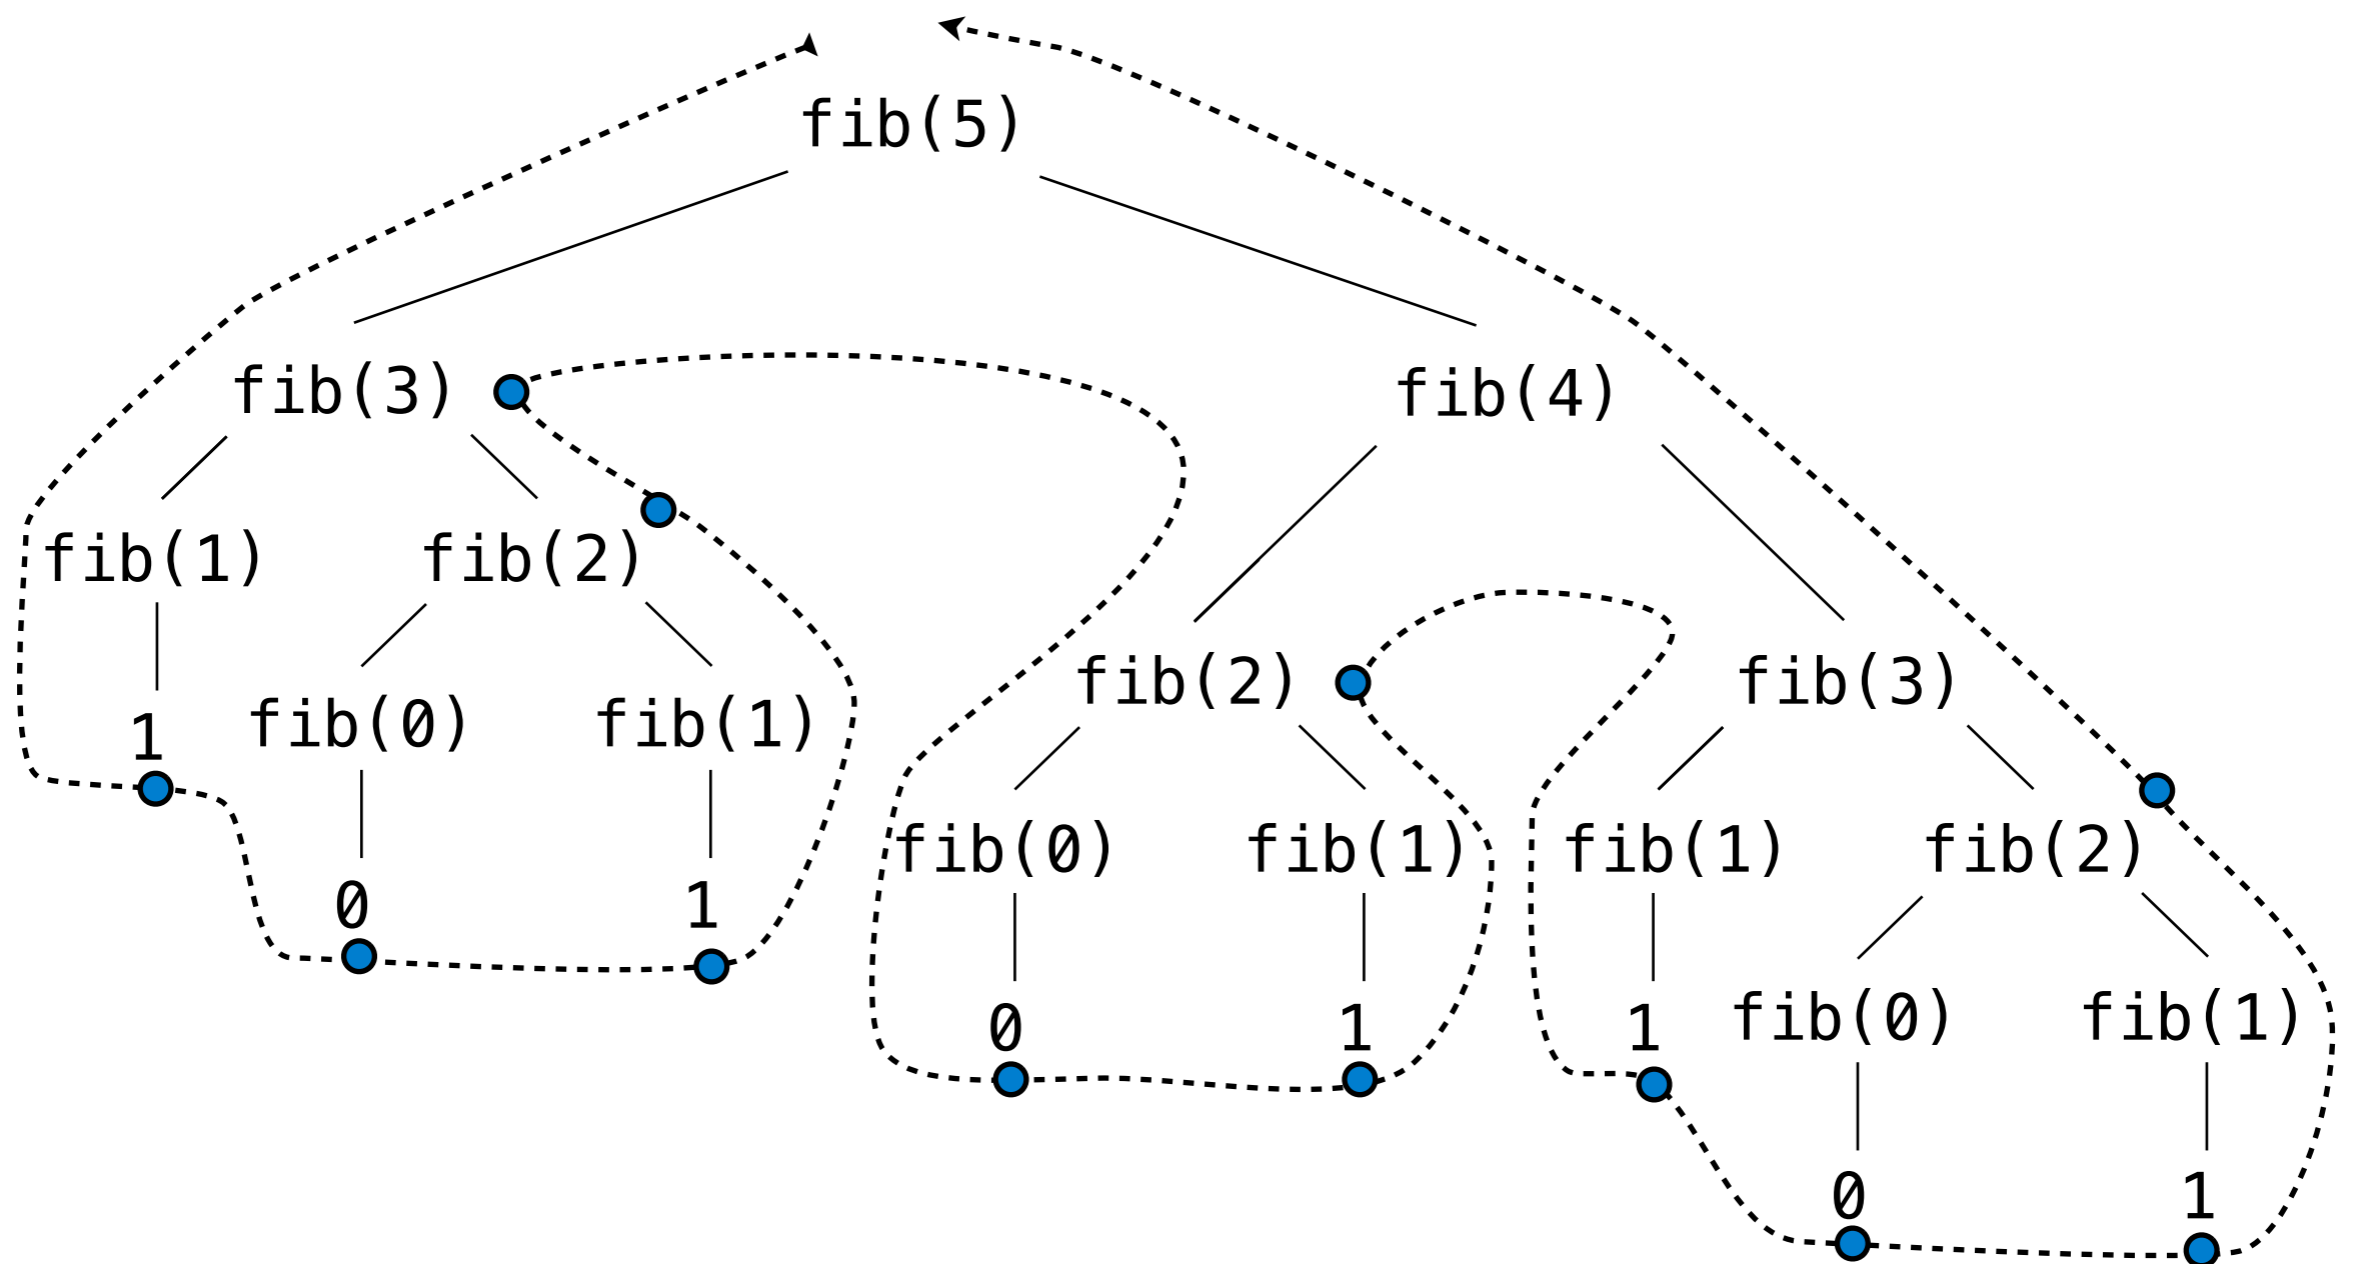 fib(5)
fib(3) fib(4)
fib(1) fib(2)
fib(2) fib(3)
1 fib(0) fib(1)
fib(0) fib(1) fib(1) fib(2)
0 1
0 1 1 fib(0) fib(1)
0 1